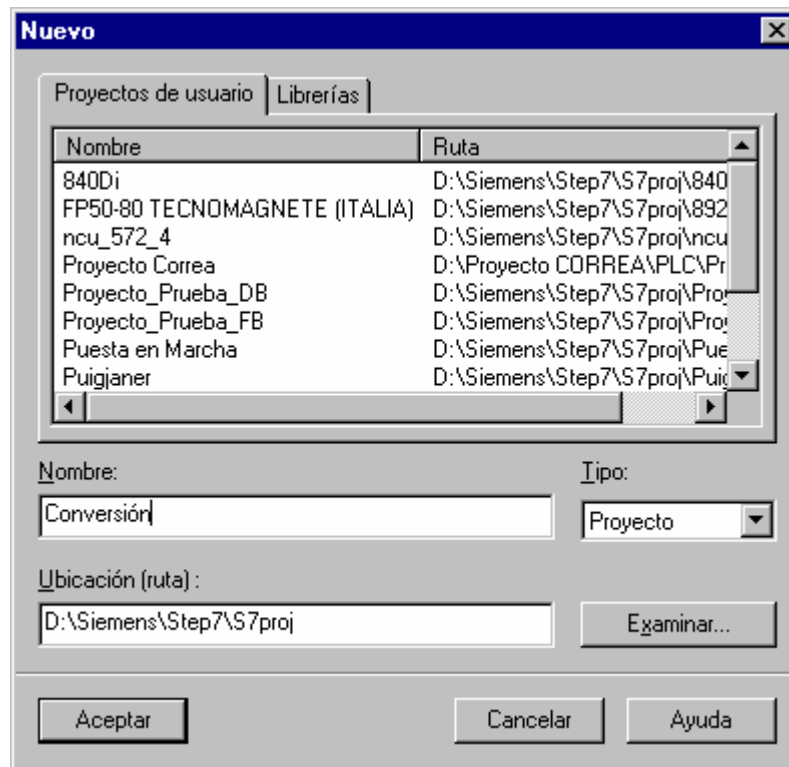 Nuevo
Proyectos de usuario Librerías
Nombre Ruta
840Di D:\Siemens\Step7\S7proj\840
FP50-80 TECNOMAGNETE (ITALIA) D:\Siemens\Step7\S7proj\892
ncu_572_4 D:\Siemens\Step7\S7proj\ncu
Proyecto Correa D:\Proyecto CORREA\PLC\Pr
Proyecto_Prueba_DB D:\Siemens\Step7\S7proj\Proy
Proyecto_Prueba_FB D:\Siemens\Step7\S7proj\Proy
Puesta en Marcha D:\Siemens\Step7\S7proj\Pue
Puigjaner D:\Siemens\Step7\S7proj\Puig
Nombre: Tipo:
Conversión Proyecto
Ubicación (ruta) :
D:\Siemens\Step7\S7proj Examinar...
Aceptar Cancelar Ayuda